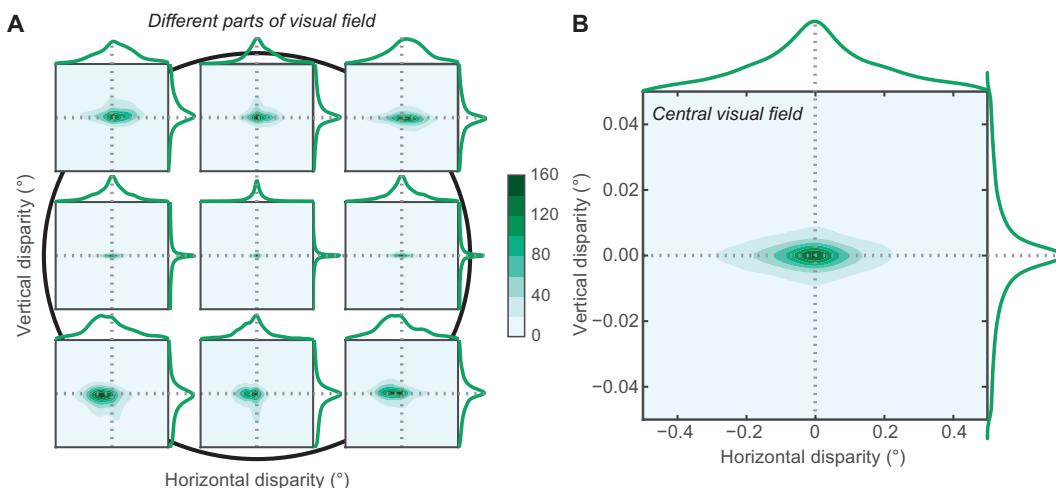 A
Different parts of visual field
Vertical disparity (°)
Horizontal disparity (°)
160
120
80
40
0
B
Central visual field
Vertical disparity (°)
0.04
0.02
0.00
−0.02
−0.04
−0.4
−0.2
0
0.2
0.4
Horizontal disparity (°)